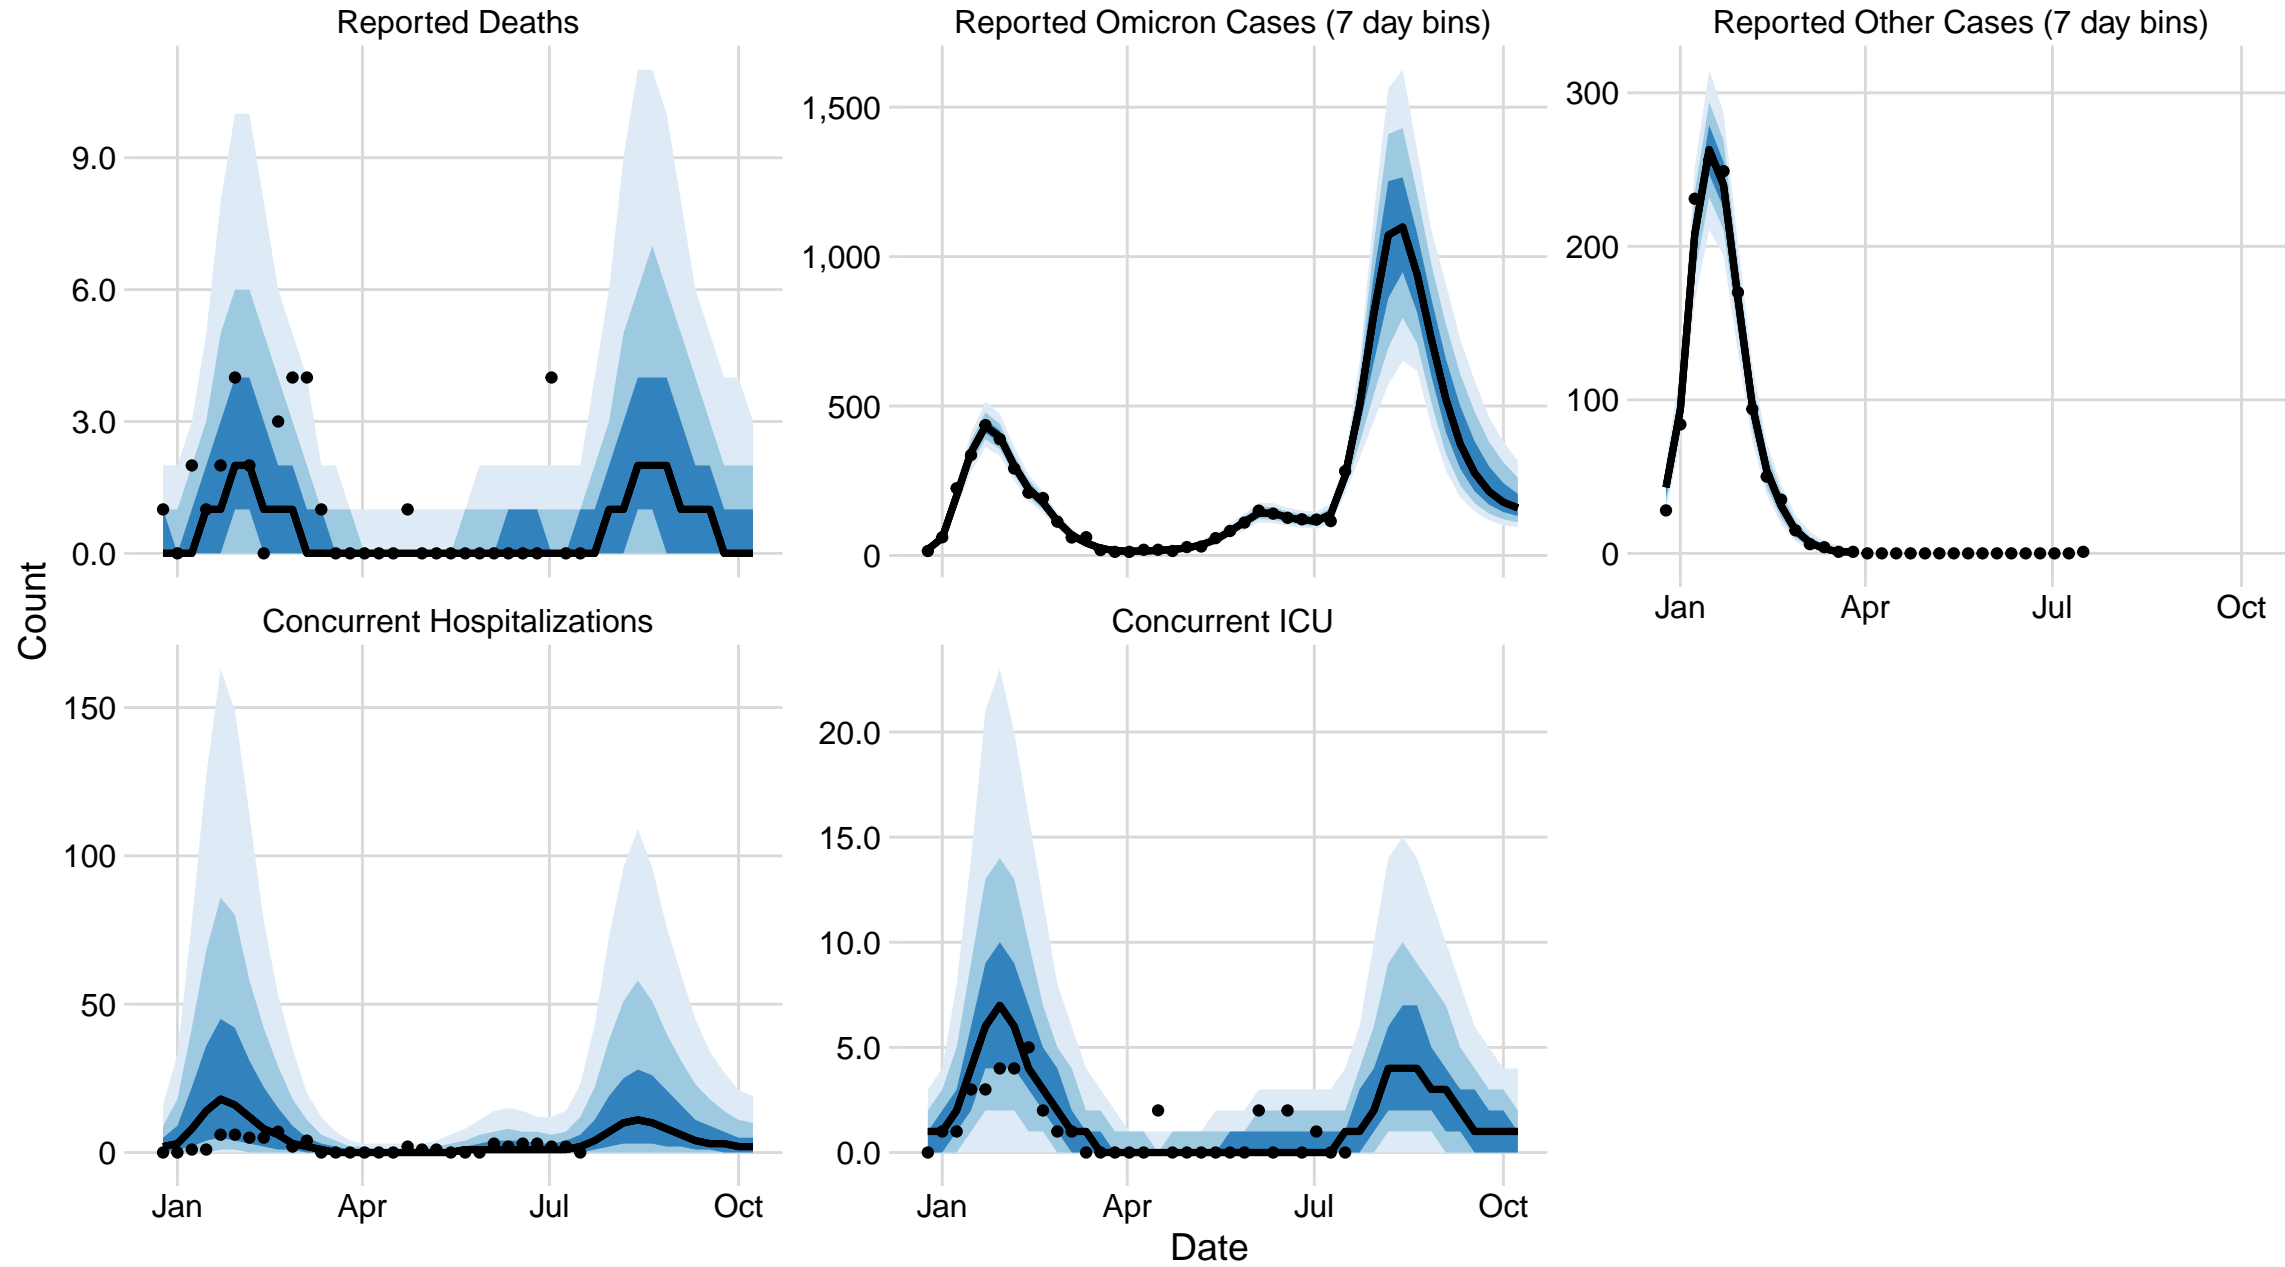 Reported Deaths
Reported Omicron Cases (7 day bins)
Reported Other Cases (7 day bins)
9.0
6.0
3.0
0.0
1,500
1,000
500
0
300
200
100
0
Jan Apr Jul Oct
Count
Concurrent Hospitalizations
Concurrent ICU
150
100
50
0
20.0
15.0
10.0
5.0
0.0
Jan Apr Jul Oct
Jan Apr Jul Oct
Date